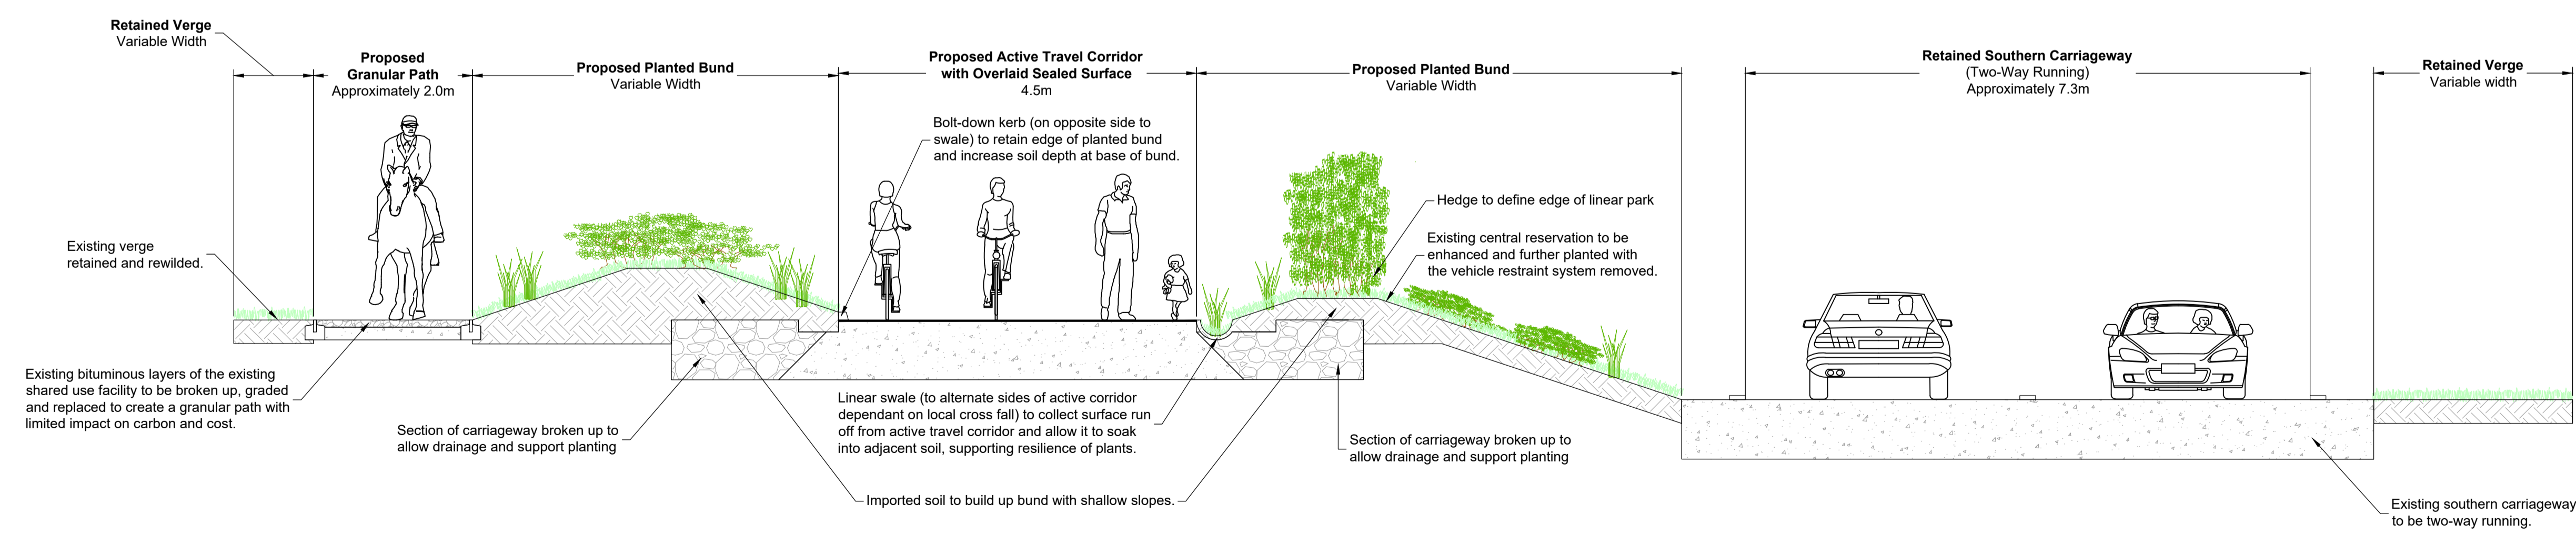 Retained Verge
Variable Width
Proposed
Granular Path
Approximately 2.0m
Proposed Planted Bund
Variable Width
Proposed Active Travel Corridor
with Overlaid Sealed Surface
4.5m
Proposed Planted Bund
Variable Width
Retained Southern Carriageway
(Two-Way Running)
Approximately 7.3m
Retained Verge
Variable width
Bolt-down kerb (on opposite side to
swale) to retain edge of planted bund
and increase soil depth at base of bund.
Hedge to define edge of linear park
Existing central reservation to be
enhanced and further planted with
the vehicle restraint system removed.
Existing verge
retained and rewilded.
Existing bituminous layers of the existing
shared use facility to be broken up, graded
and replaced to create a granular path with
limited impact on carbon and cost.
Section of carriageway broken up to
allow drainage and support planting
Linear swale (to alternate sides of active corridor
dependant on local cross fall) to collect surface run
off from active travel corridor and allow it to soak
into adjacent soil, supporting resilience of plants.
Section of carriageway broken up to
allow drainage and support planting
Imported soil to build up bund with shallow slopes.
Existing southern carriageway
to be two-way running.